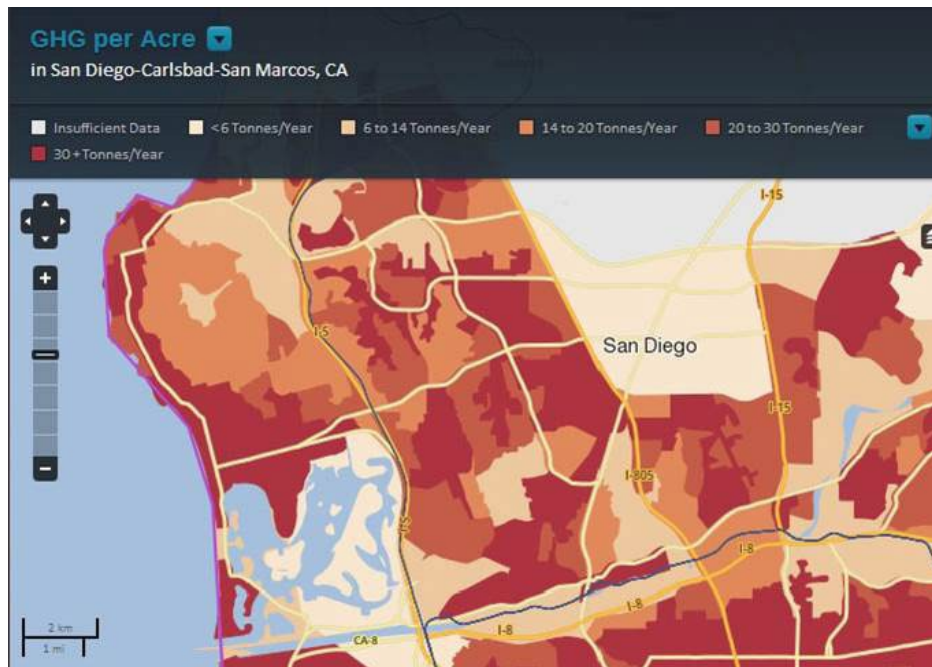 GHG per Acre
in San Diego-Carlsbad-San Marcos, CA
Insufficient Data <6 Tonnes/Year 6 to 14 Tonnes/Year 14 to 20 Tonnes/Year 20 to 30 Tonnes/Year
30+ Tonnes/Year
I-15
I-5
San Diego
I-15
I-805
I-5
I-8
I-8
I-8
CA-8
2 km
1 mi